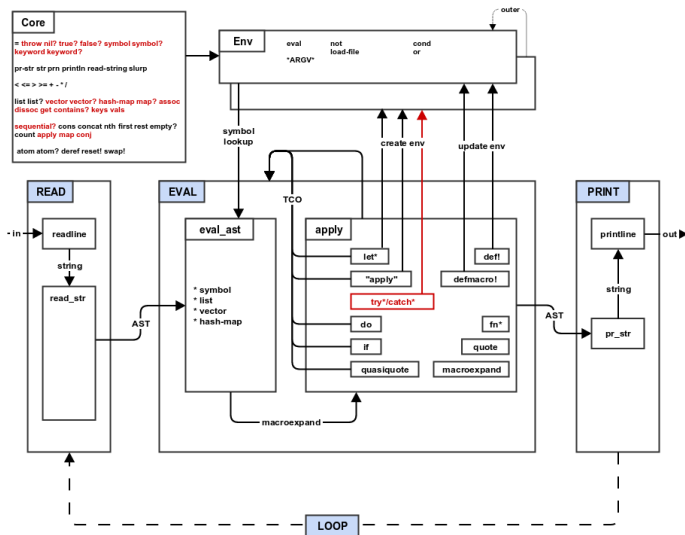 Core
= throw nil? true? false? symbol symbol?
keyword keyword?
pr-str str prn println read-string slurp
< <= > >= + - * /
list list? vector vector? hash-map map? assoc
dissoc get contains? keys vals
sequential? cons concat nth first rest empty?
count apply map conj
atom atom? deref reset! swap!
outer
Env
eval not cond
load-file or
*ARGV*
symbol
lookup
create env
update env
READ
EVAL
PRINT
TCO
in
readline
string
read_str
AST
eval_ast
* symbol
* list
* vector
* hash-map
macroexpand
apply
let*
def!
"apply"
defmacro!
try*/catch*
do
fn*
if
quote
quasiquote
macroexpand
AST
printline
out
string
pr_str
LOOP